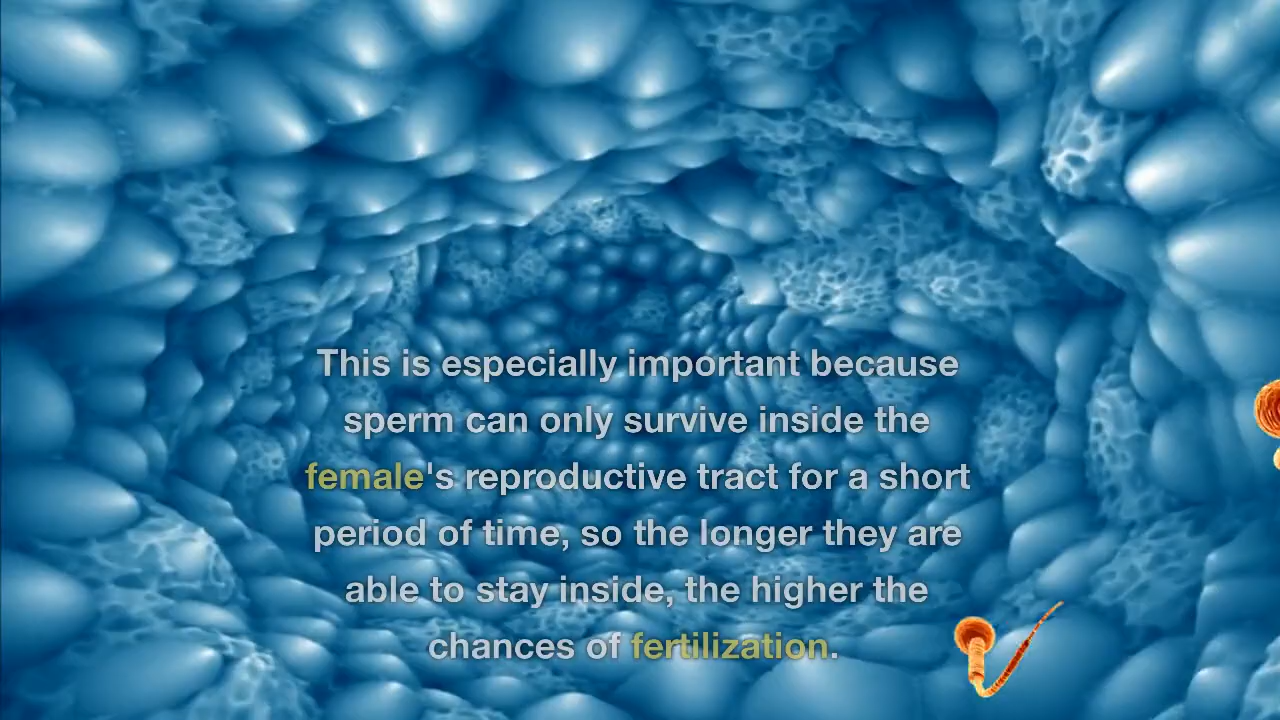 This is especially important because
sperm can only survive inside the
female's reproductive tract for a short
period of time, so the longer they are
able to stay inside, the higher the
chances of fertilization.